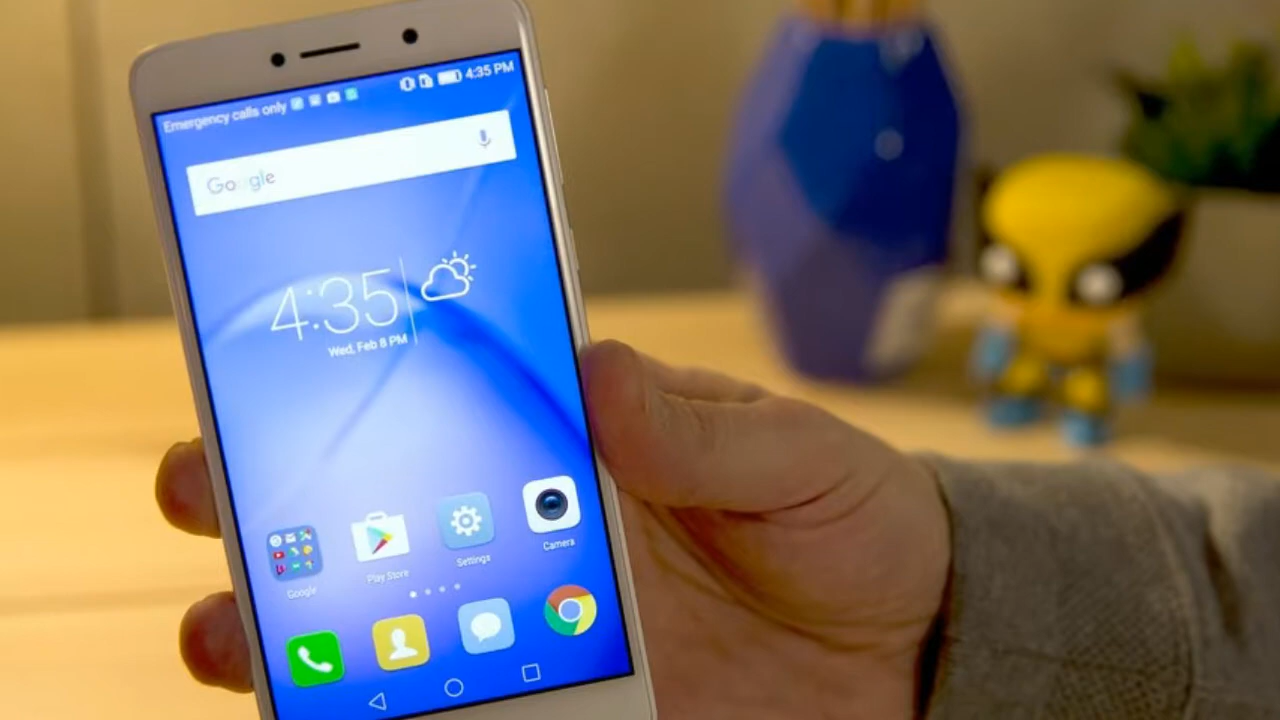 Emergency calls only 4:35 PM
Google
4:35
Wed, Feb 8 PM
Google Play Store Settings Camera